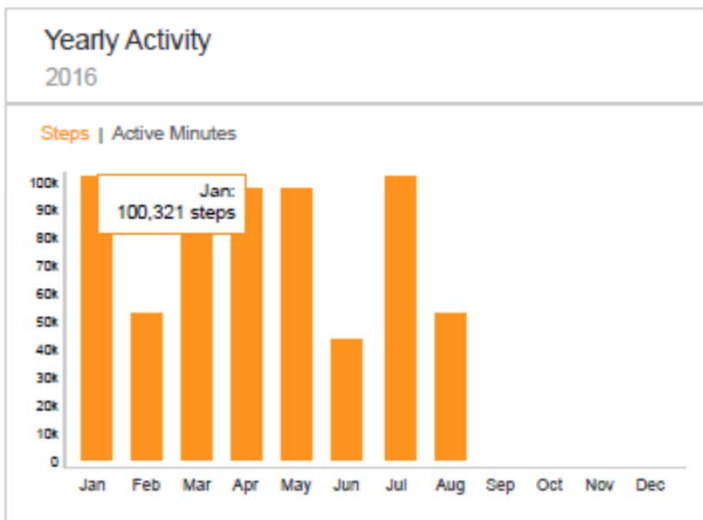 Yearly Activity
2016
Steps | Active Minutes
Jan:
100,321 steps
100k
90k
80k
70k
60k
50k
40k
30k
20k
10k
0
Jan Feb Mar Apr May Jun Jul Aug Sep Oct Nov Dec